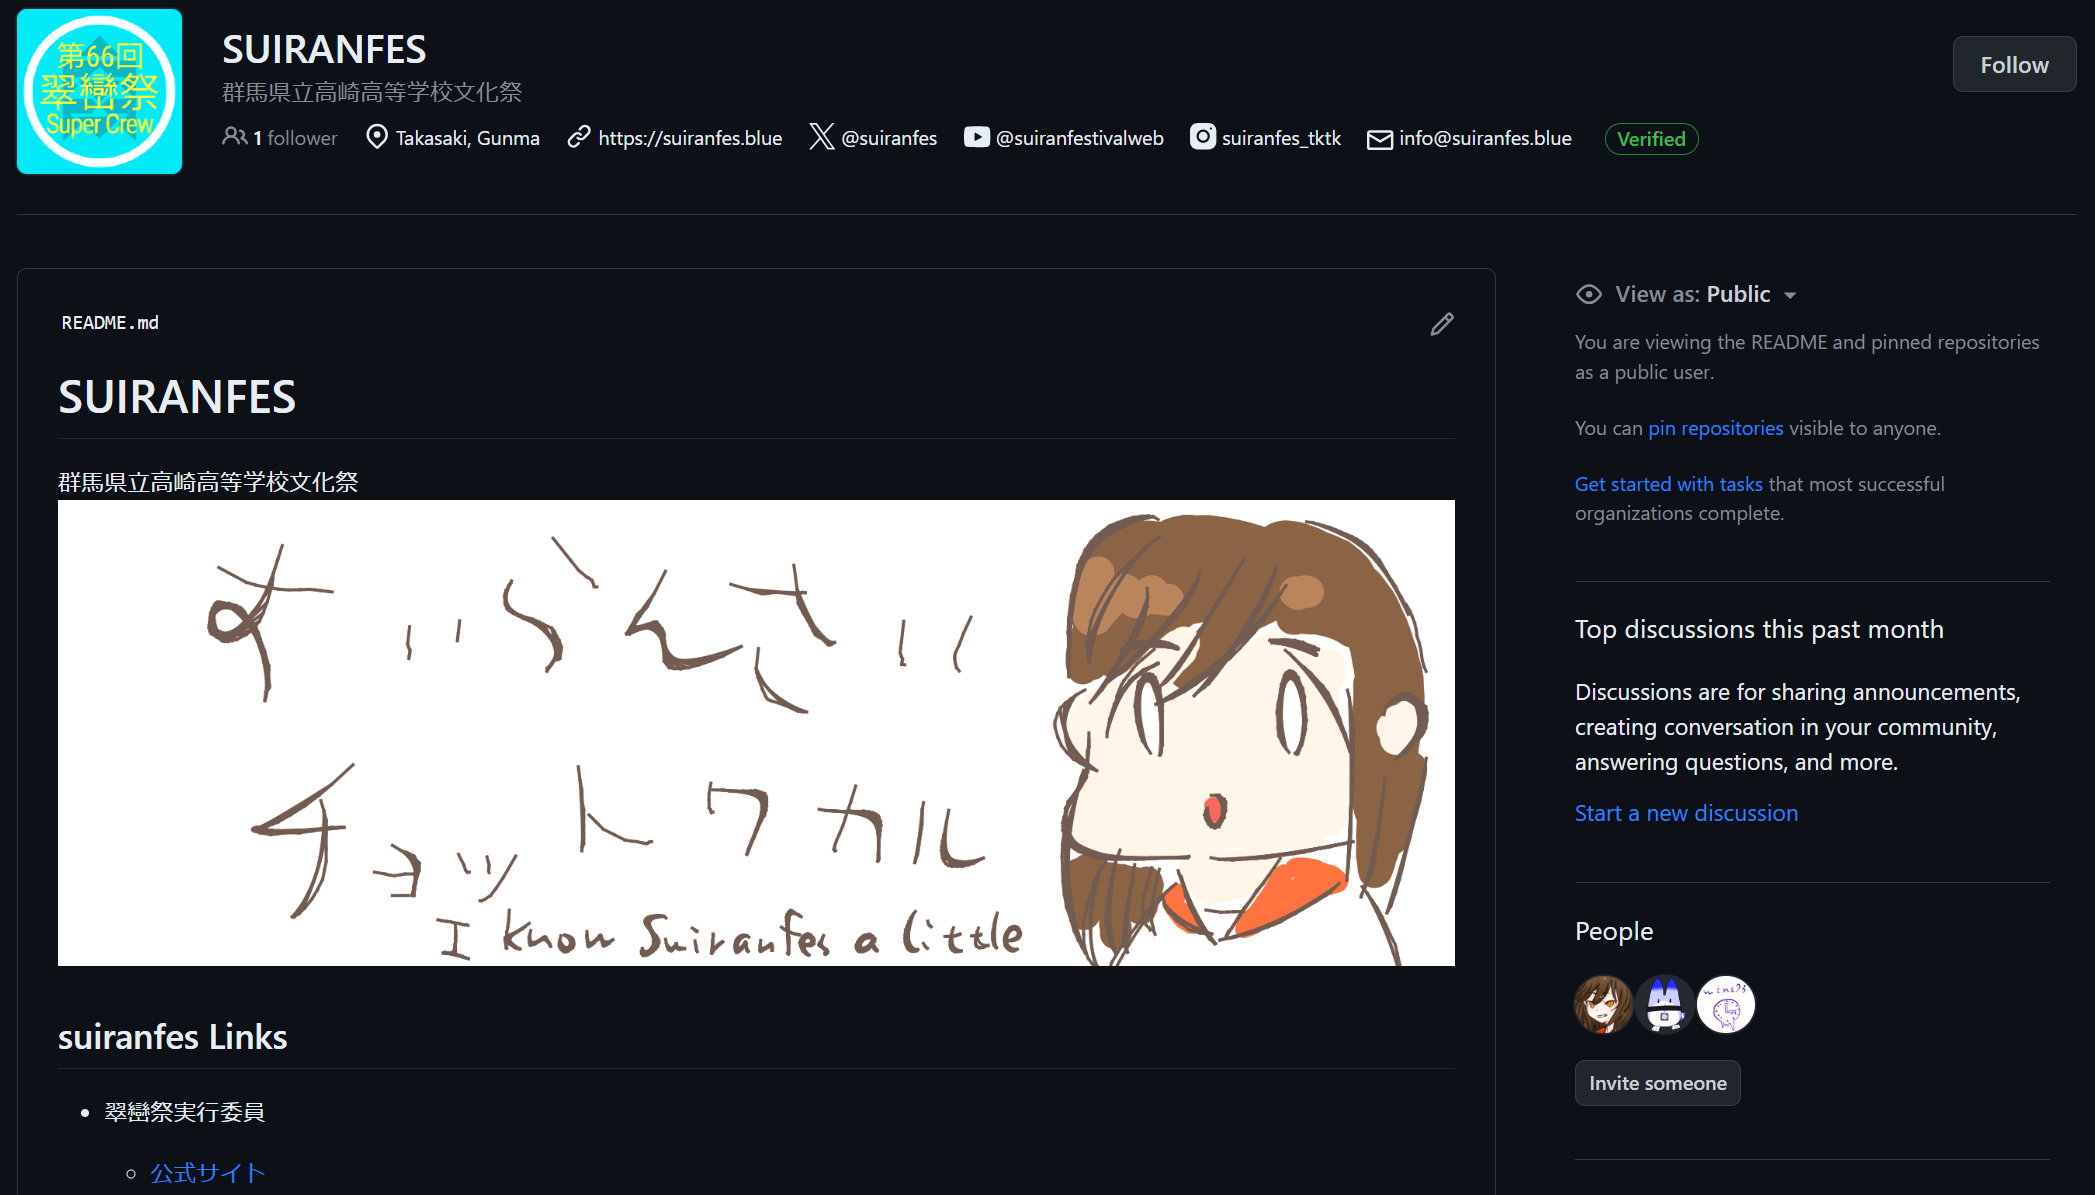 第66回
翠巒祭
Super Crew
SUIRANFES
群馬県立高崎高等学校文化祭
1 follower
Takasaki, Gunma
https://suiranfes.blue
@suiranfes
@suiranfestivalweb
suiranfes_tktk
info@suiranfes.blue
Verified
Follow
README.md
SUIRANFES
群馬県立高崎高等学校文化祭
すいらんさい
チョットワカル
I know Suiranfes a little
suiranfes Links
翠巒祭実行委員
公式サイト
View as: Public
You are viewing the README and pinned repositories
as a public user.
You can pin repositories visible to anyone.
Get started with tasks that most successful
organizations complete.
Top discussions this past month
Discussions are for sharing announcements,
creating conversation in your community,
answering questions, and more.
Start a new discussion
People
Invite someone